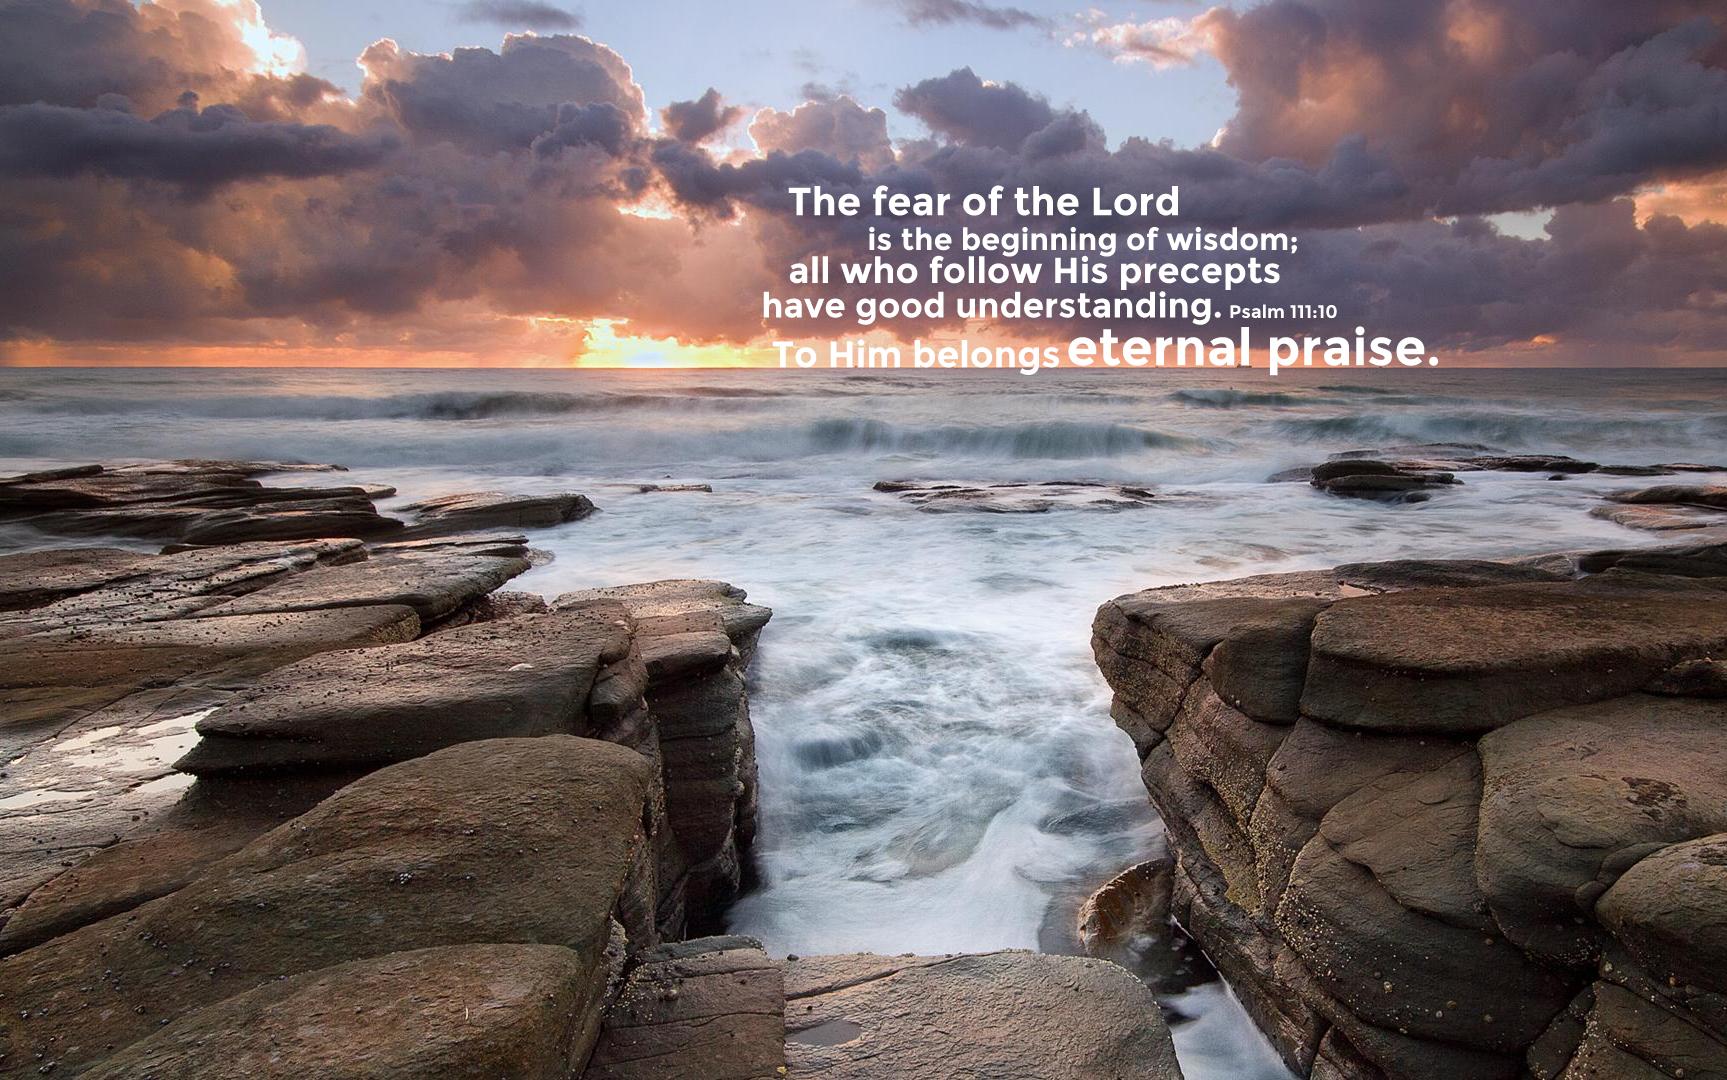 The fear of the Lord
is the beginning of wisdom;
all who follow His precepts
have good understanding. Psalm 111:10
To Him belongs eternal praise.